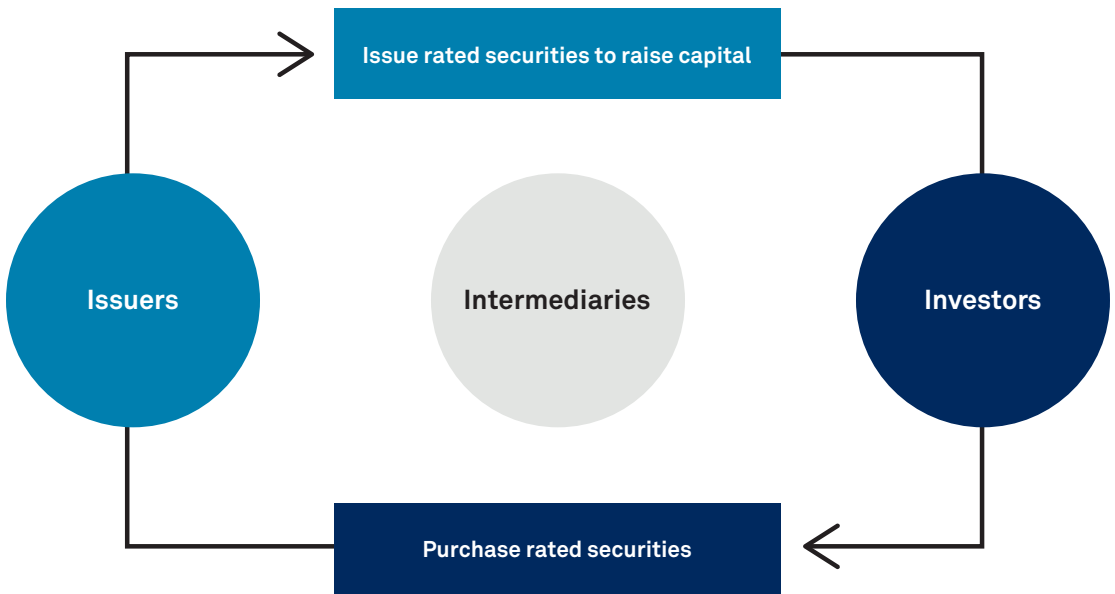 Issue rated securities to raise capital
Issuers
Intermediaries
Investors
Purchase rated securities